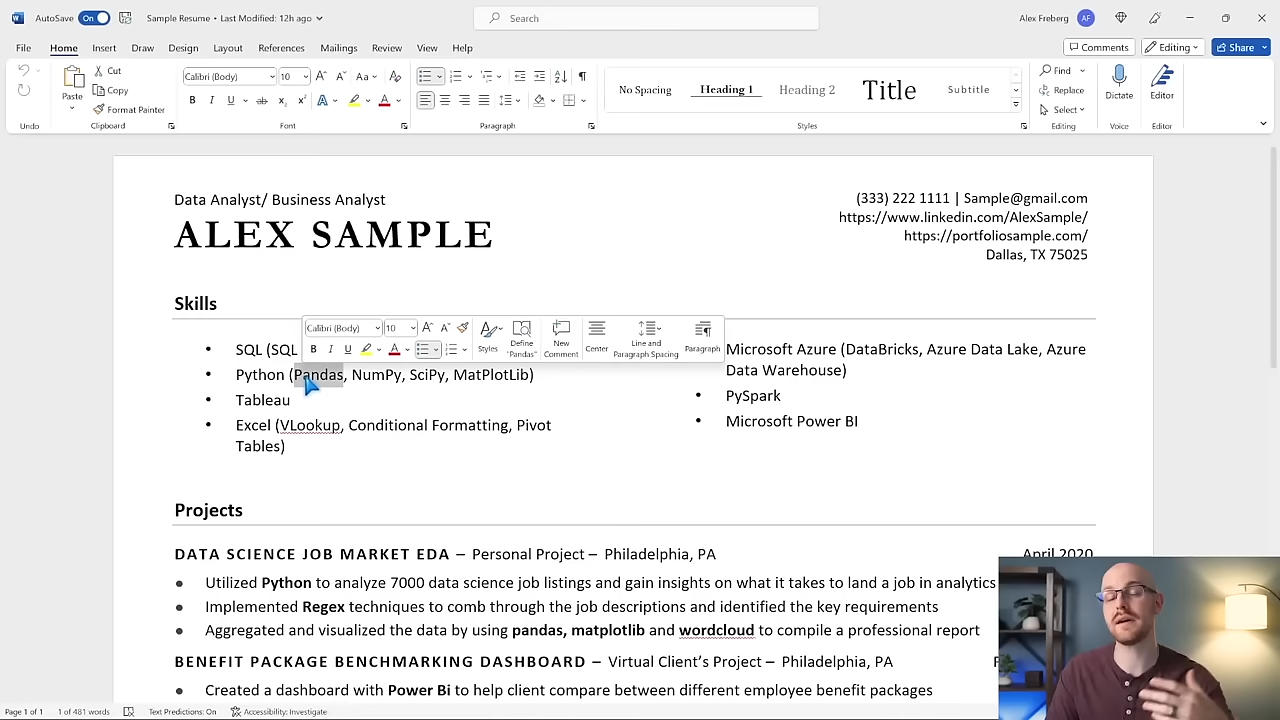 AutoSave On Sample Resume • Last Modified: 12h ago Search Alex Freberg AF
File Home Insert Draw Design Layout References Mailings Review View Help Comments Editing Share
Undo
Paste Cut Copy Format Painter
Clipboard
Calibri (Body) 10
Font
Paragraph
No Spacing Heading 1 Heading 2 Title Subtitle
Styles
Find
Replace
Select
Editing
Dictate
Voice
Editor
Editor
Data Analyst/ Business Analyst
ALEX SAMPLE
(333) 222 1111 | Sample@gmail.com
https://www.linkedin.com/AlexSample/
https://portfoliosample.com/
Dallas, TX 75025
Skills
Calibri (Body) 10
Styles
Define "Pandas"
New Comment
Center
Line and Paragraph Spacing
Paragraph
• SQL (SQL
• Python (Pandas, NumPy, SciPy, MatPlotLib)
• Tableau
• Excel (VLookup, Conditional Formatting, Pivot
Tables)
Microsoft Azure (DataBricks, Azure Data Lake, Azure
Data Warehouse)
• PySpark
• Microsoft Power BI
Projects
DATA SCIENCE JOB MARKET EDA – Personal Project – Philadelphia, PA April 2020
• Utilized Python to analyze 7000 data science job listings and gain insights on what it takes to land a job in analytics
• Implemented Regex techniques to comb through the job descriptions and identified the key requirements
• Aggregated and visualized the data by using pandas, matplotlib and wordcloud to compile a professional report
BENEFIT PACKAGE BENCHMARKING DASHBOARD – Virtual Client's Project – Philadelphia, PA
• Created a dashboard with Power Bi to help client compare between different employee benefit packages
Page 1 of 1 1 of 481 words Text Predictions: On Accessibility: Investigate